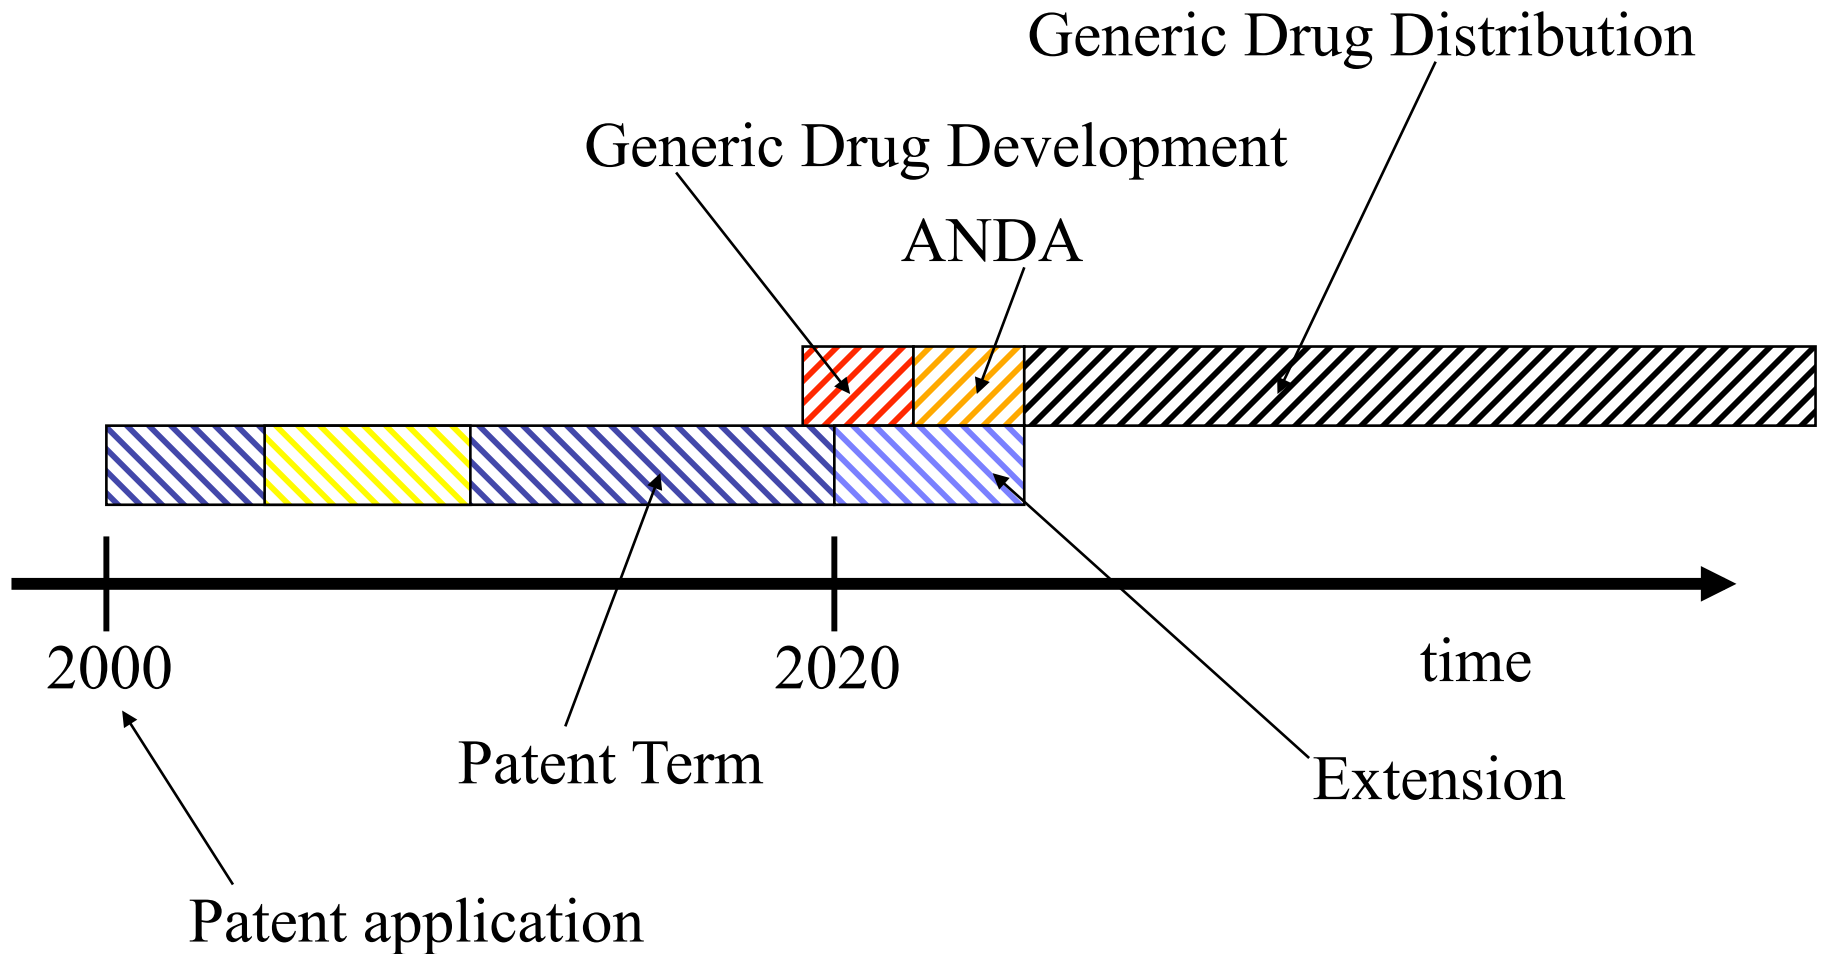 Generic Drug Distribution
Generic Drug Development
ANDA
2000
2020
time
Patent Term
Extension
Patent application